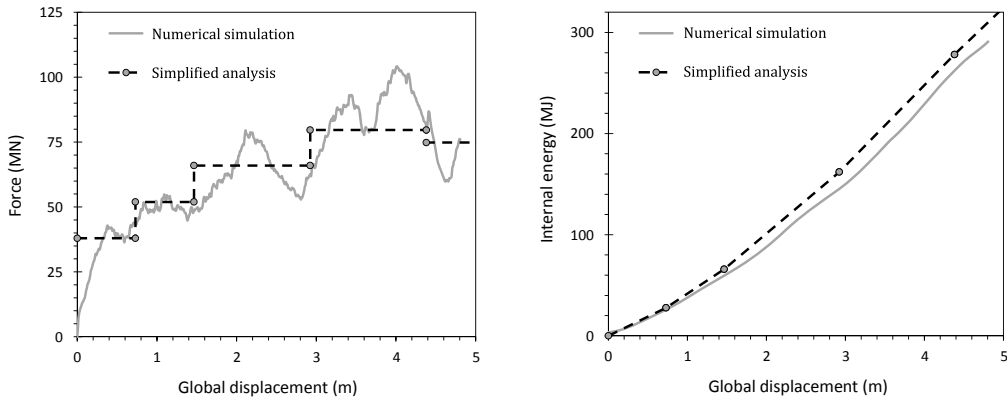 125
100
75
50
25
0
Force (MN)
Numerical simulation
Simplified analysis
0 1 2 3 4 5
Global displacement (m)
300
200
100
0
Internal energy (MJ)
Numerical simulation
Simplified analysis
0 1 2 3 4 5
Global displacement (m)